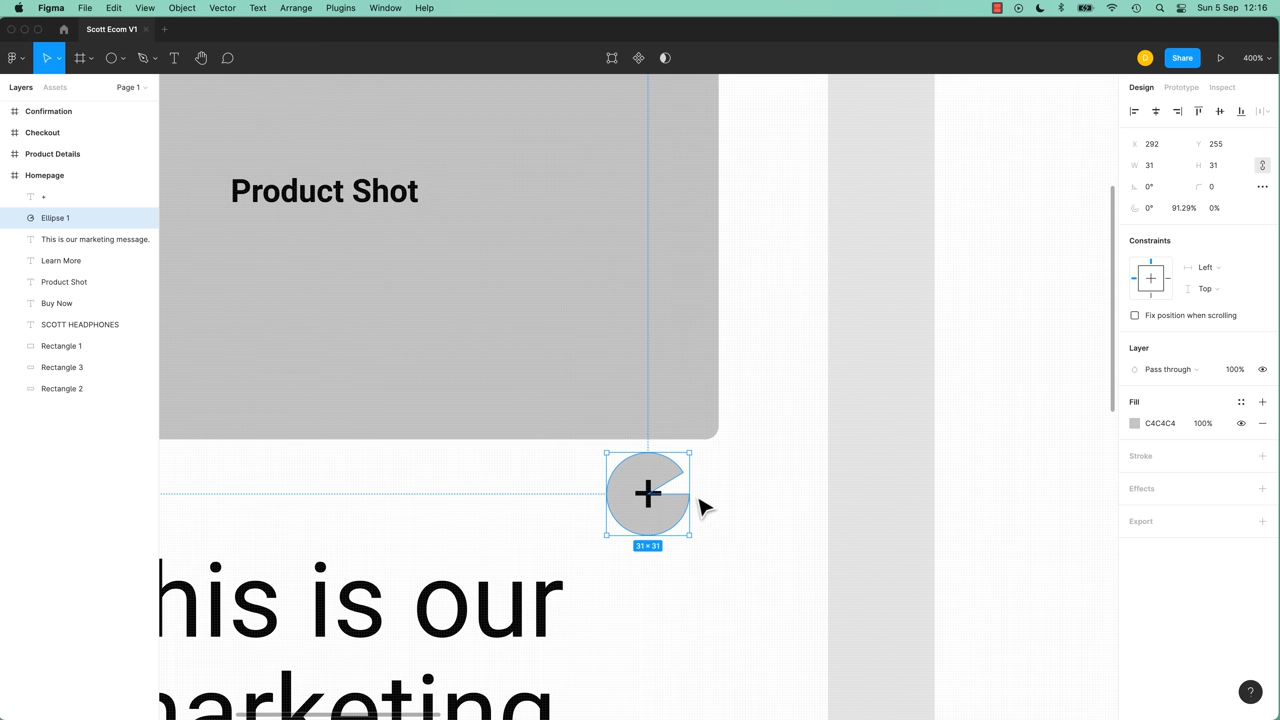 Figma File Edit View Object Vector Text Arrange Plugins Window Help Sun 5 Sep 12:16
Scott Ecom V1
D Share 400%
Layers Assets Page 1 Design Prototype Inspect
Confirmation
Checkout
Product Details
Homepage
+
Ellipse 1
This is our marketing message.
Learn More
Product Shot
Buy Now
SCOTT HEADPHONES
Rectangle 1
Rectangle 3
Rectangle 2
Product Shot
+
31 × 31
his is our
marketing
X 292 Y 255
W 31 H 31
0° 0
0° 91.29% 0%
Constraints
Left
Top
Fix position when scrolling
Layer
Pass through 100%
Fill
C4C4C4 100%
Stroke
Effects
Export
?